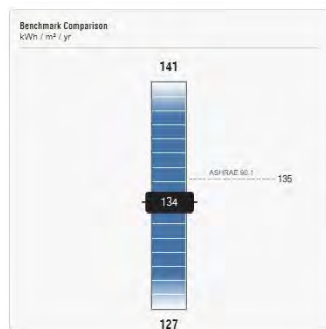 Benchmark Comparison
kWh / m² / yr
141
ASHRAE 90.1
135
134
127